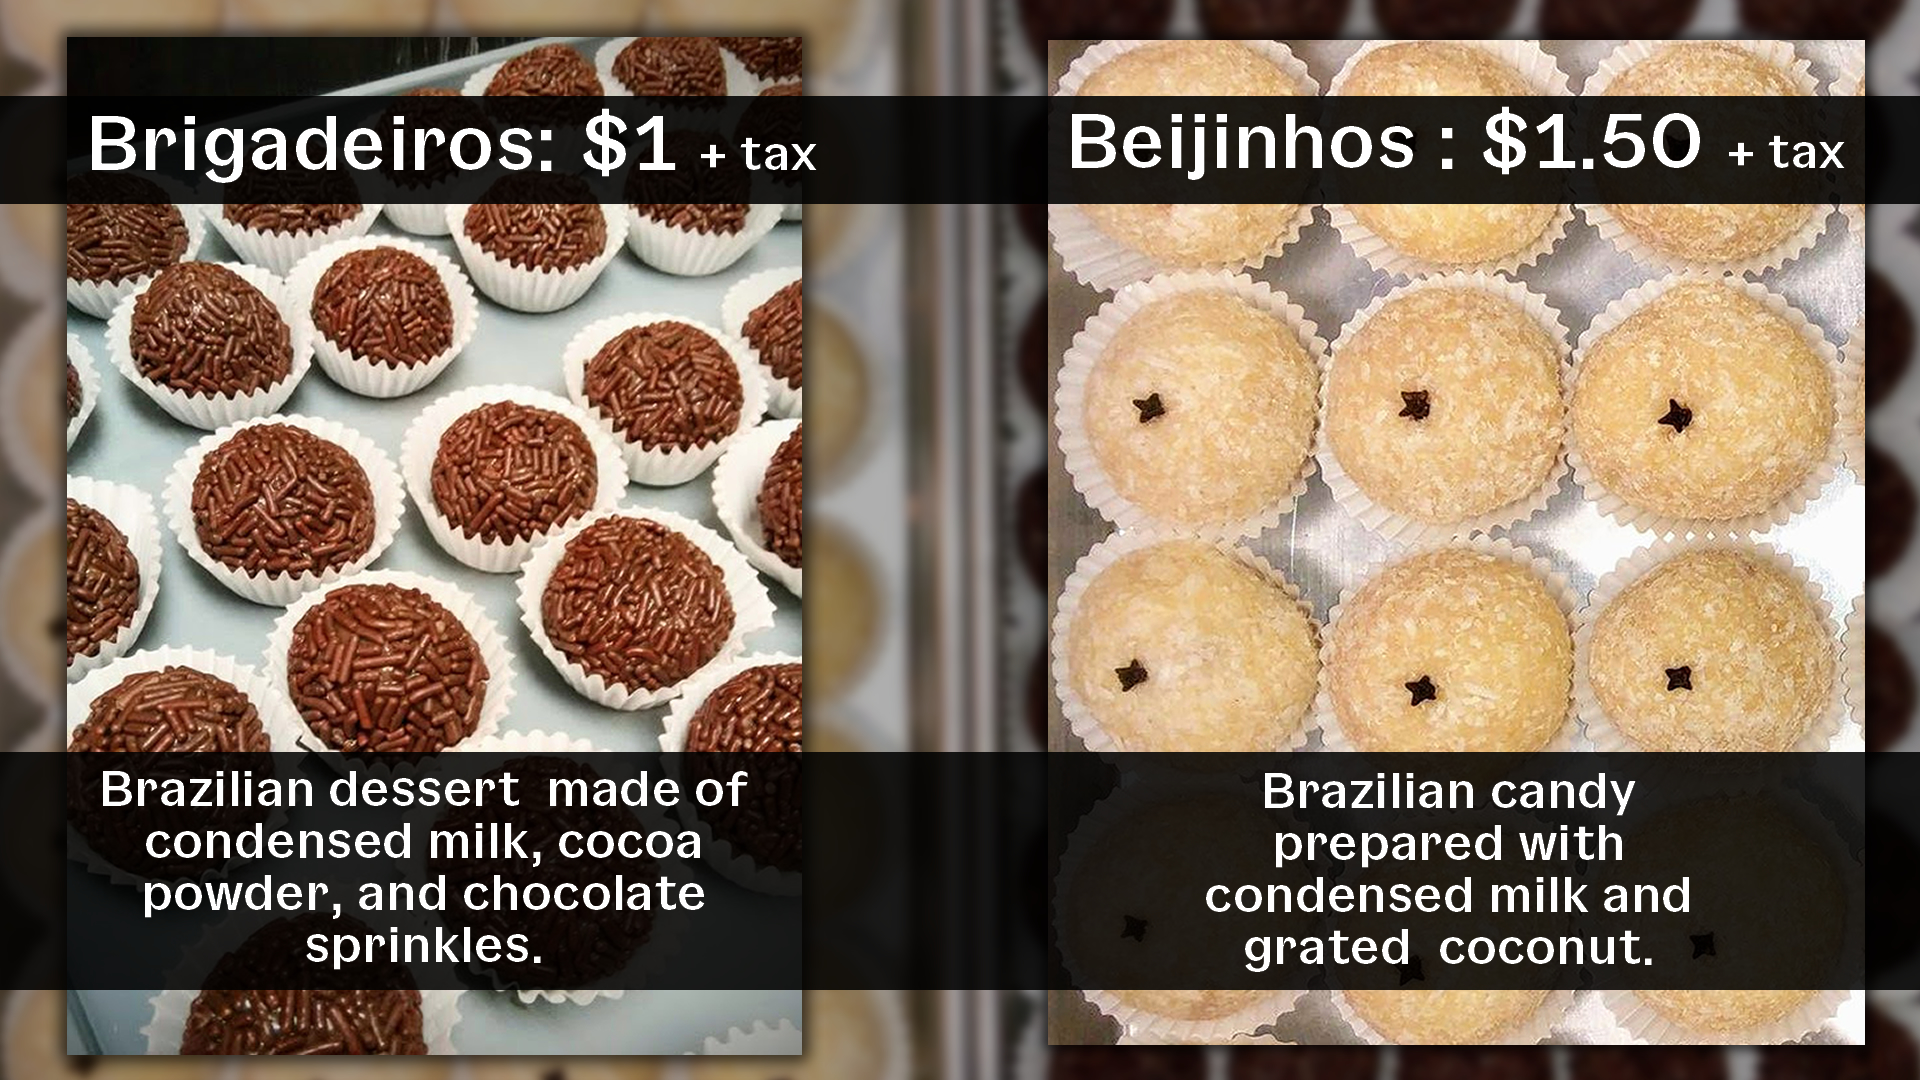 Brigadeiros: $1 + tax
Brazilian dessert  made of
condensed milk, cocoa
powder, and chocolate
sprinkles.
Beijinhos : $1.50 + tax
Brazilian candy
prepared with
condensed milk and
grated  coconut.